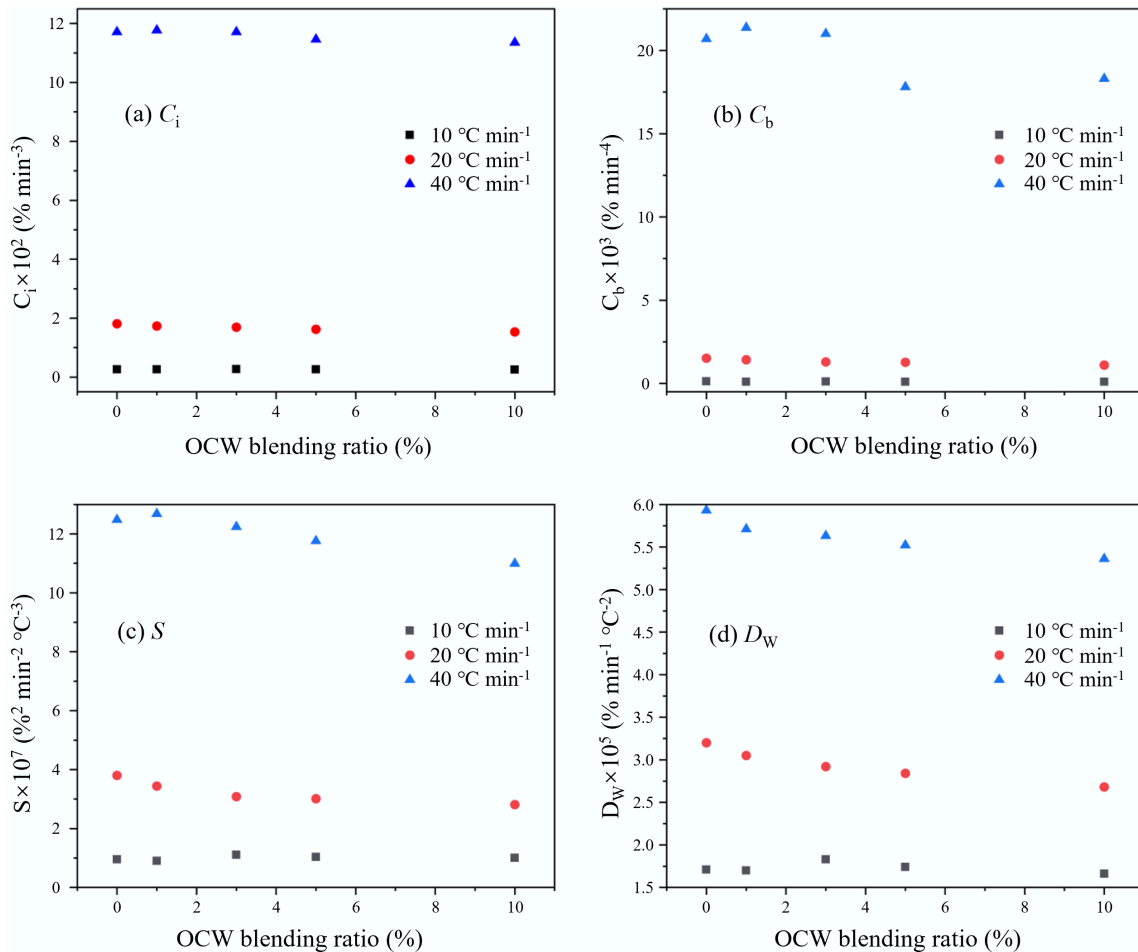 12
10
8
6
4
2
0
0
2
4
6
8
10
C_i×10² (% min⁻³)
OCW blending ratio (%)
(a) C_i
10 ℃ min⁻¹
20 ℃ min⁻¹
40 ℃ min⁻¹
20
15
10
5
0
0
2
4
6
8
10
C_b×10³ (% min⁻⁴)
OCW blending ratio (%)
(b) C_b
10 ℃ min⁻¹
20 ℃ min⁻¹
40 ℃ min⁻¹
12
10
8
6
4
2
0
0
2
4
6
8
10
S×10⁷ (%² min⁻² ℃⁻³)
OCW blending ratio (%)
(c) S
10 ℃ min⁻¹
20 ℃ min⁻¹
40 ℃ min⁻¹
6.0
5.5
5.0
4.5
4.0
3.5
3.0
2.5
2.0
1.5
0
2
4
6
8
10
D_W×10⁵ (% min⁻¹ ℃⁻²)
OCW blending ratio (%)
(d) D_W
10 ℃ min⁻¹
20 ℃ min⁻¹
40 ℃ min⁻¹